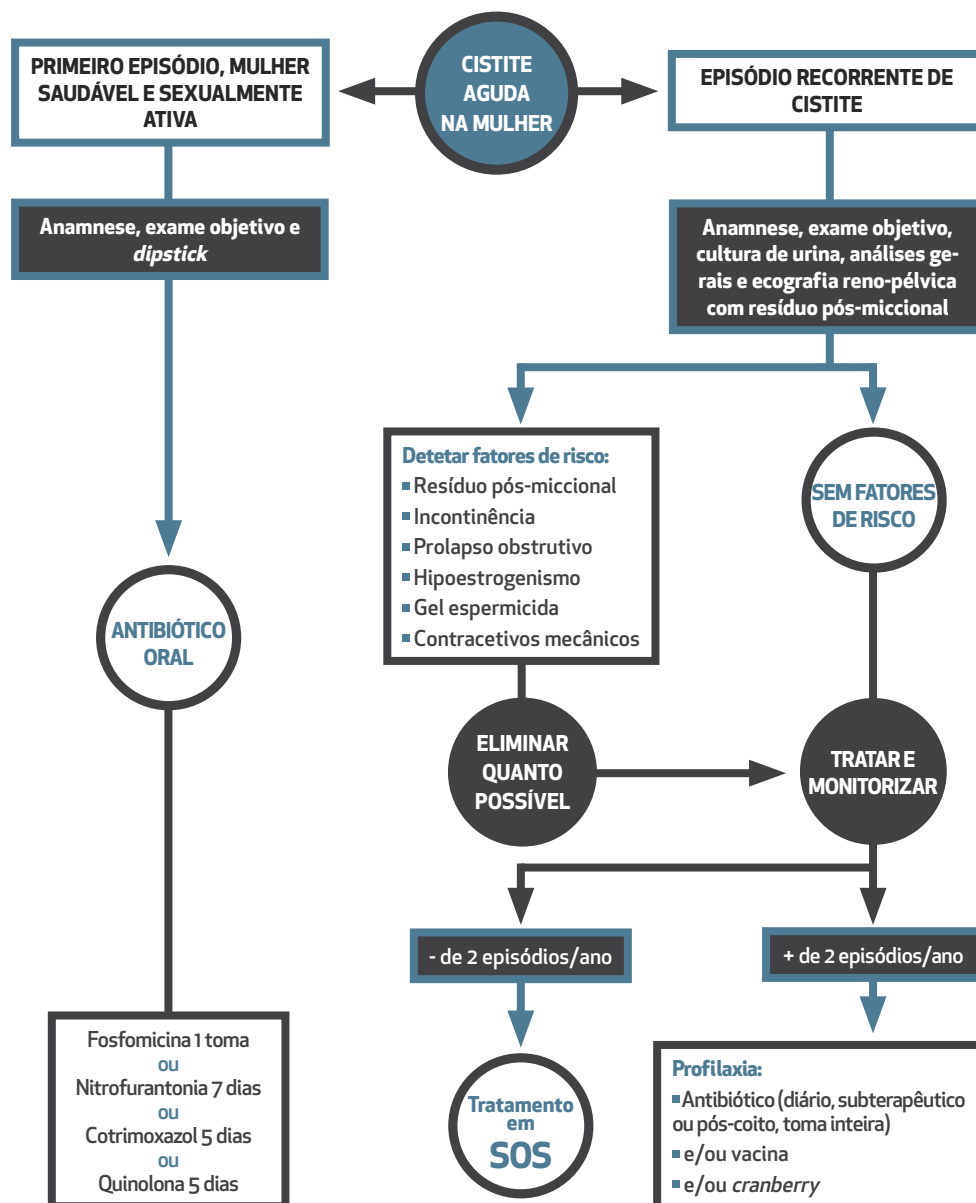 CISTITE
AGUDA
NA MULHER
PRIMEIRO EPISÓDIO, MULHER
SAUDÁVEL E SEXUALMENTE
ATIVA
Anamnese, exame objetivo e
dipstick
ANTIBIÓTICO
ORAL
Fosfomicina 1 toma
ou
Nitrofurantonia 7 dias
ou
Cotrimoxazol 5 dias
ou
Quinolona 5 dias
EPISÓDIO RECORRENTE DE
CISTITE
Anamnese, exame objetivo,
cultura de urina, análises ge-
rais e ecografia reno-pélvica
com resíduo pós-miccional
Detetar fatores de risco:
▪ Resíduo pós-miccional
▪ Incontinência
▪ Prolapso obstrutivo
▪ Hipoestrogenismo
▪ Gel espermicida
▪ Contracetivos mecânicos
SEM FATORES
DE RISCO
ELIMINAR
QUANTO
POSSÍVEL
TRATAR E
MONITORIZAR
- de 2 episódios/ano
+ de 2 episódios/ano
Tratamento
em
SOS
Profilaxia:
▪ Antibiótico (diário, subterapêutico
ou pós-coito, toma inteira)
▪ e/ou vacina
▪ e/ou cranberry